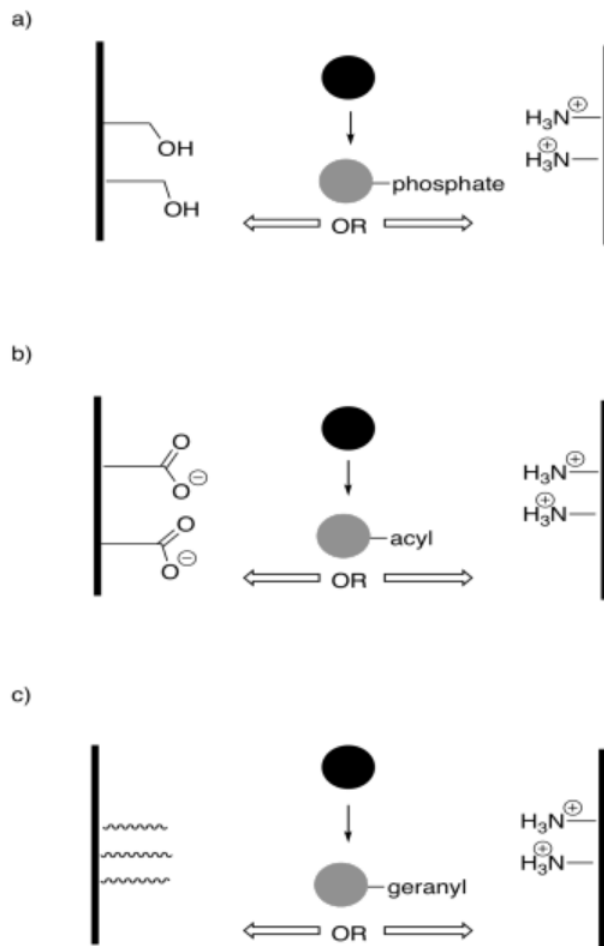 a)
OH
OH
phosphate
OR
H₃N⊕
H₃N⊕
b)
O
O⊖
O
O⊖
acyl
OR
H₃N⊕
H₃N⊕
c)
geranyl
OR
H₃N⊕
H₃N⊕